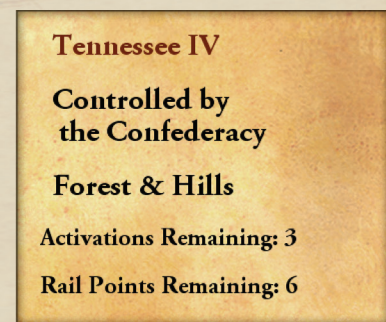 Tennessee IV
Controlled by
the Confederacy
Forest & Hills
Activations Remaining: 3
Rail Points Remaining: 6